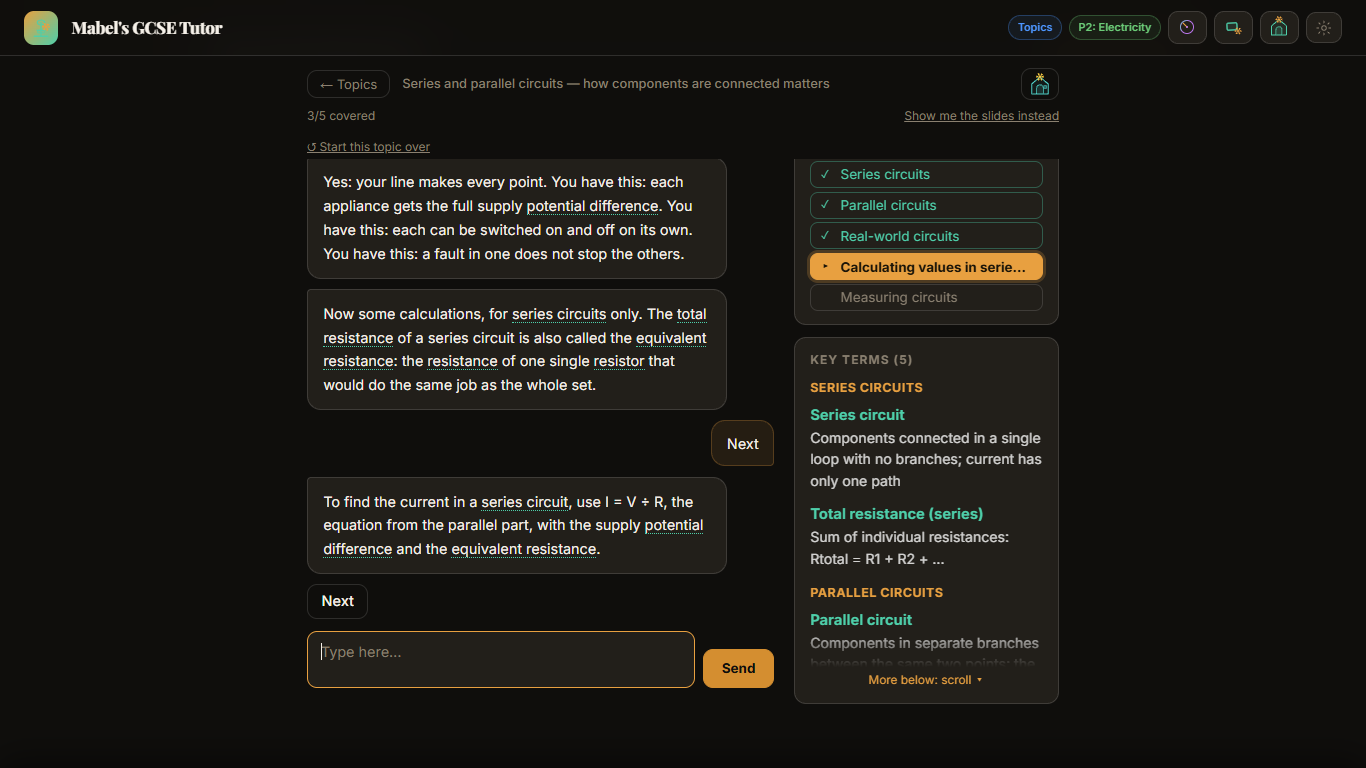 Mabel's GCSE Tutor
Topics
P2: Electricity
← Topics
Series and parallel circuits — how components are connected matters
3/5 covered
Show me the slides instead
↺ Start this topic over
Yes: your line makes every point. You have this: each
appliance gets the full supply potential difference. You
have this: each can be switched on and off on its own.
You have this: a fault in one does not stop the others.
Now some calculations, for series circuits only. The total
resistance of a series circuit is also called the equivalent
resistance: the resistance of one single resistor that
would do the same job as the whole set.
Next
To find the current in a series circuit, use I = V ÷ R, the
equation from the parallel part, with the supply potential
difference and the equivalent resistance.
Next
Type here...
Send
✓ Series circuits
✓ Parallel circuits
✓ Real-world circuits
▸ Calculating values in serie...
Measuring circuits
KEY TERMS (5)
SERIES CIRCUITS
Series circuit
Components connected in a single
loop with no branches; current has
only one path
Total resistance (series)
Sum of individual resistances:
Rtotal = R1 + R2 + ...
PARALLEL CIRCUITS
Parallel circuit
Components in separate branches
between the same two points; the
More below: scroll ▾